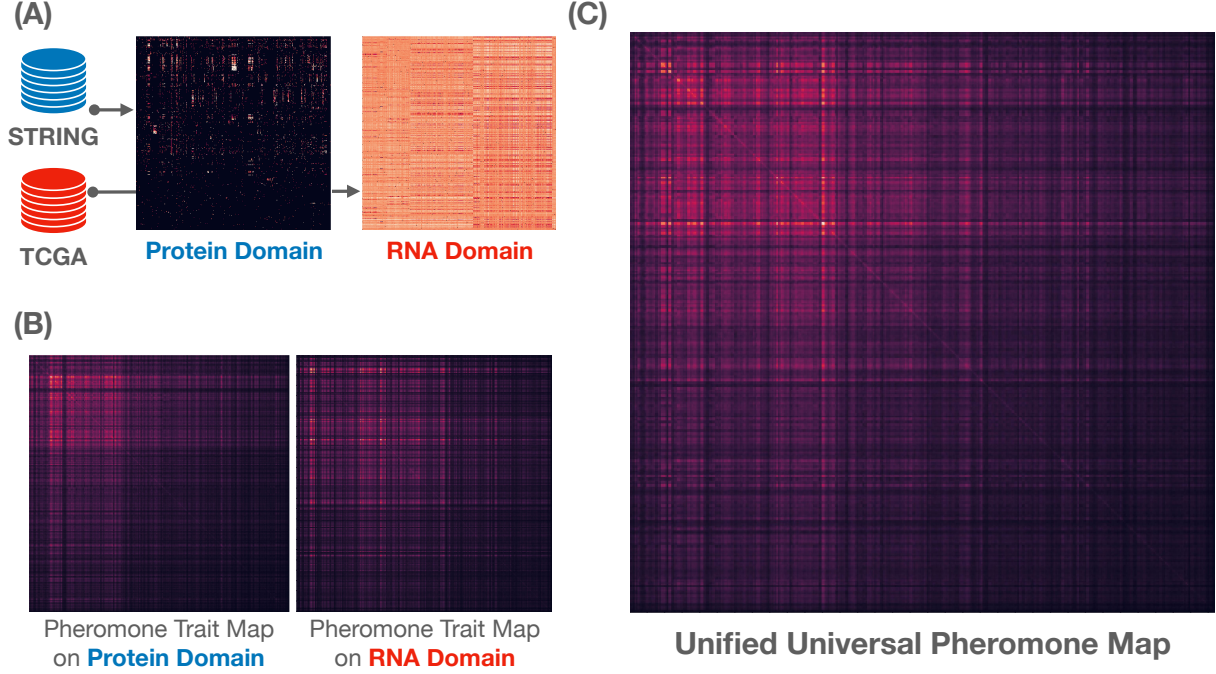 (A)
STRING
TCGA
Protein Domain
RNA Domain
(B)
Pheromone Trait Map
on Protein Domain
Pheromone Trait Map
on RNA Domain
(C)
Unified Universal Pheromone Map